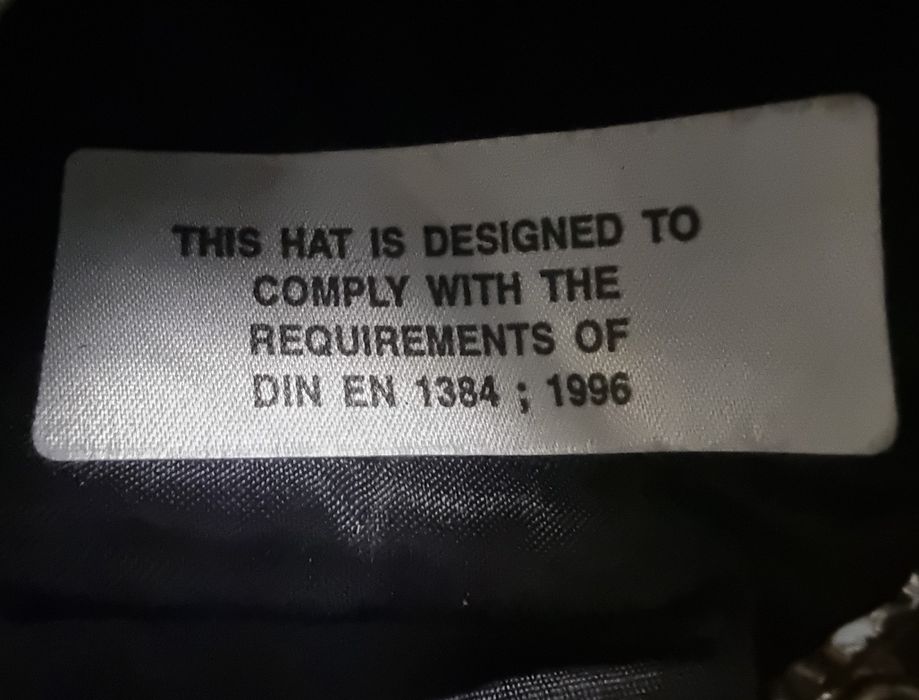 THIS HAT IS DESIGNED TO
COMPLY WITH THE
REQUIREMENTS OF
DIN EN 1384 ; 1996